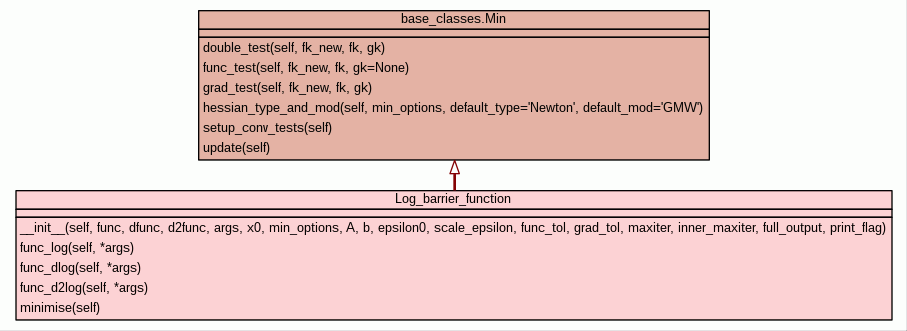 base_classes.Min
double_test(self, fk_new, fk, gk)
func_test(self, fk_new, fk, gk=None)
grad_test(self, fk_new, fk, gk)
hessian_type_and_mod(self, min_options, default_type='Newton', default_mod='GMW')
setup_conv_tests(self)
update(self)
Log_barrier_function
__init__(self, func, dfunc, d2func, args, x0, min_options, A, b, epsilon0, scale_epsilon, func_tol, grad_tol, maxiter, inner_maxiter, full_output, print_flag)
func_log(self, *args)
func_dlog(self, *args)
func_d2log(self, *args)
minimise(self)